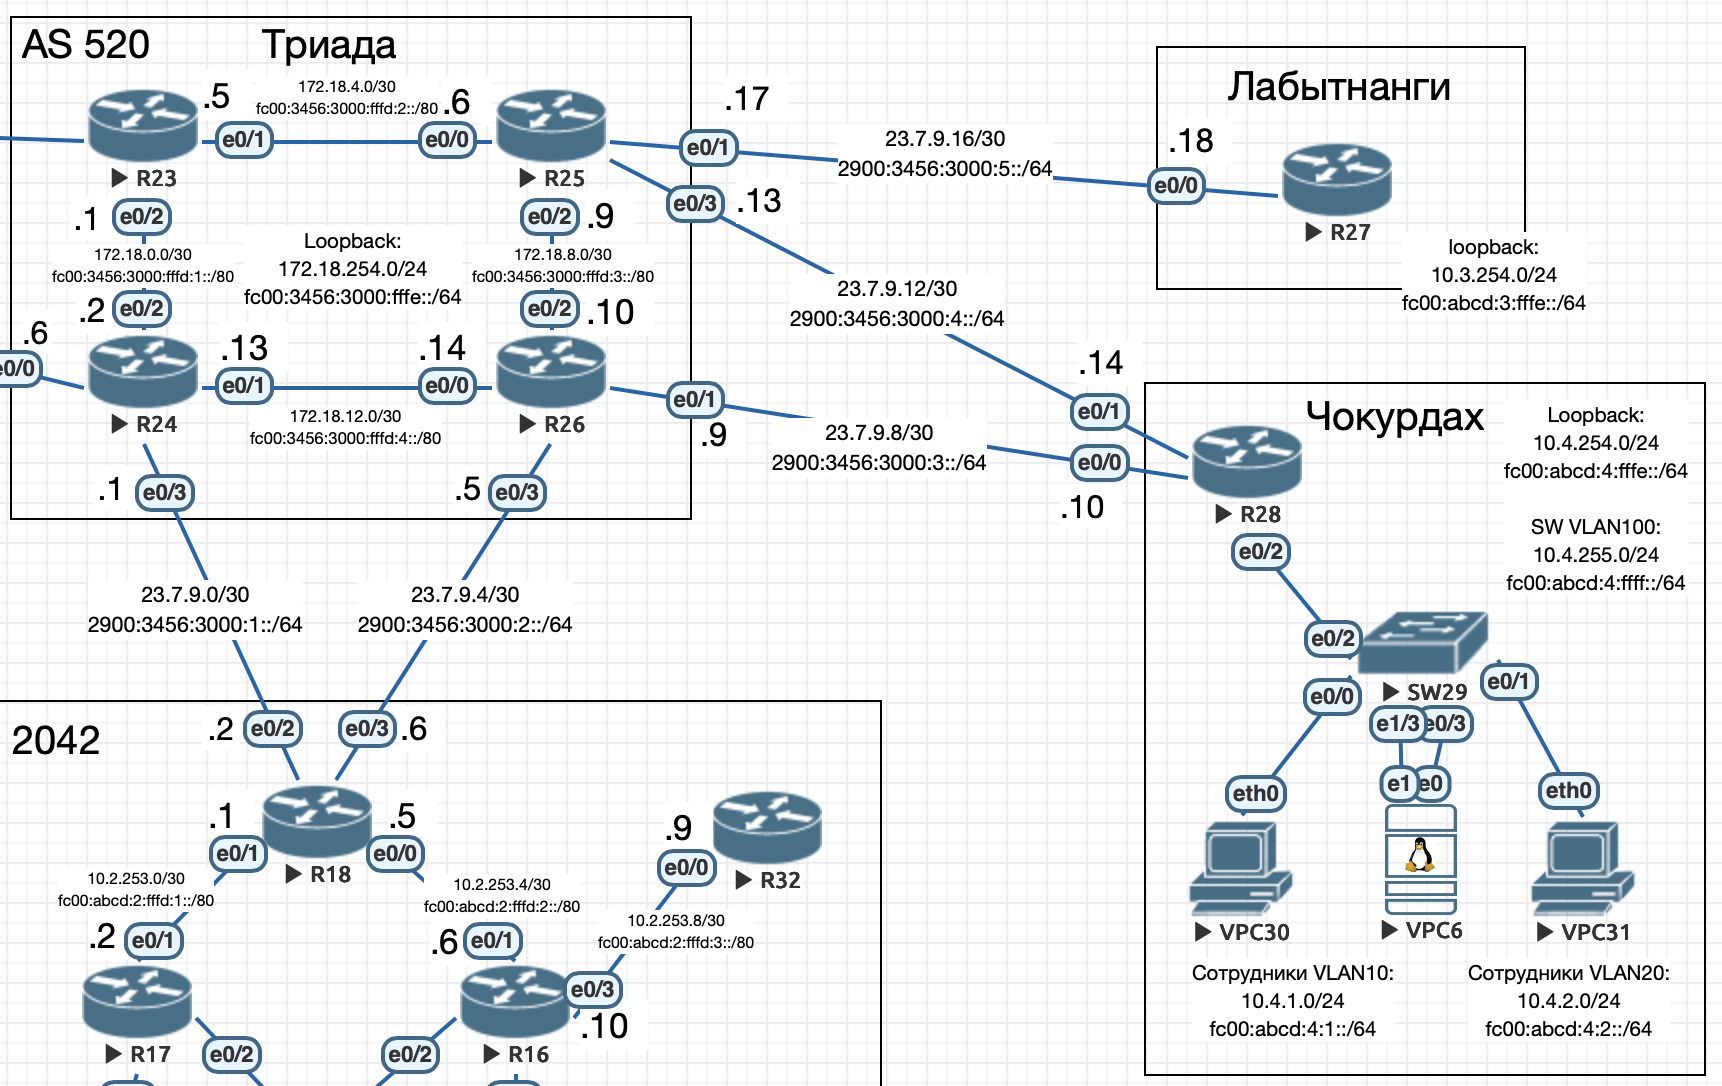 AS 520
Триада
.5
172.18.4.0/30
fc00:3456:3000:fffd:2::/80
.6
e0/1
e0/0
R23
R25
.17
e0/1
23.7.9.16/30
2900:3456:3000:5::/64
.18
e0/0
Лабытнанги
R27
loopback:
10.3.254.0/24
fc00:abcd:3:fffe::/64
e0/3
.13
.1
e0/2
e0/2
.9
172.18.0.0/30
fc00:3456:3000:fffd:1::/80
Loopback:
172.18.254.0/24
fc00:3456:3000:fffe::/64
172.18.8.0/30
fc00:3456:3000:fffd:3::/80
.2
e0/2
e0/2
.10
23.7.9.12/30
2900:3456:3000:4::/64
.6
e0/0
.13
.14
e0/1
e0/0
R24
R26
172.18.12.0/30
fc00:3456:3000:fffd:4::/80
e0/1
.9
23.7.9.8/30
2900:3456:3000:3::/64
.14
e0/1
e0/0
.10
Чокурдах
Loopback:
10.4.254.0/24
fc00:abcd:4:fffe::/64
R28
SW VLAN100:
10.4.255.0/24
fc00:abcd:4:ffff::/64
e0/2
.1
e0/3
.5
e0/3
23.7.9.0/30
2900:3456:3000:1::/64
23.7.9.4/30
2900:3456:3000:2::/64
e0/2
e0/0
SW29
e0/1
e1/3
e0/3
e1
e0
eth0
eth0
VPC30
VPC6
VPC31
Сотрудники VLAN10:
10.4.1.0/24
fc00:abcd:4:1::/64
Сотрудники VLAN20:
10.4.2.0/24
fc00:abcd:4:2::/64
2042
.2
e0/2
e0/3
.6
.1
.5
e0/1
e0/0
R18
.9
e0/0
R32
10.2.253.0/30
fc00:abcd:2:fffd:1::/80
10.2.253.4/30
fc00:abcd:2:fffd:2::/80
10.2.253.8/30
fc00:abcd:2:fffd:3::/80
.2
e0/1
.6
e0/1
e0/3
.10
R17
e0/2
e0/2
R16